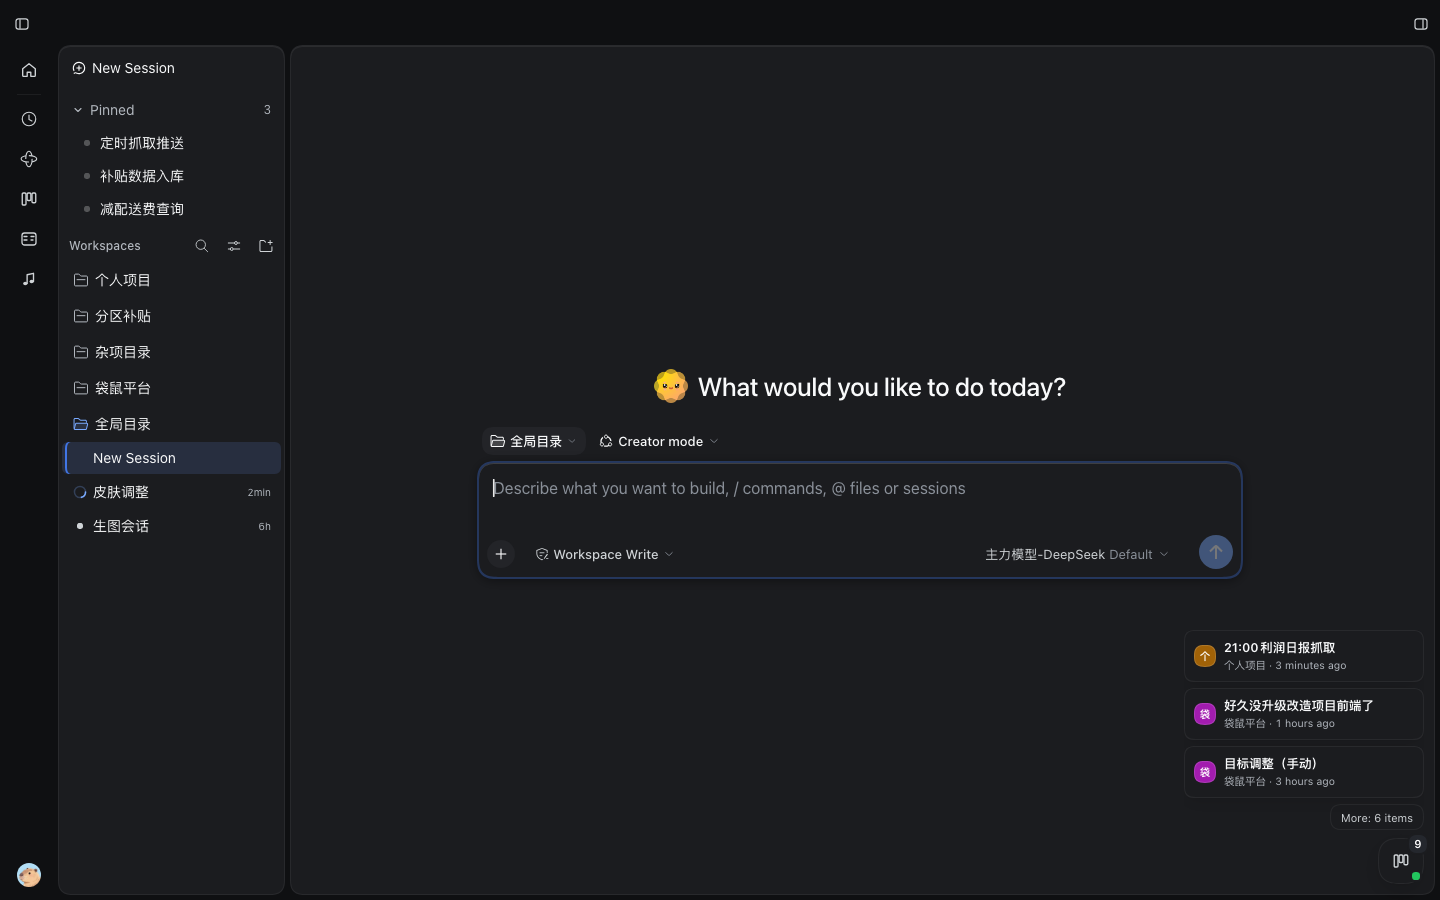 New Session
Pinned 3
定时抓取推送
补贴数据入库
减配送费查询
Workspaces
个人项目
分区补贴
杂项目录
袋鼠平台
全局目录
New Session
皮肤调整 2min
生图会话 6h
What would you like to do today?
全局目录 Creator mode
Describe what you want to build, / commands, @ files or sessions
Workspace Write 主力模型-DeepSeek Default
个 21:00利润日报抓取
个人项目 · 3 minutes ago
袋 好久没升级改造项目前端了
袋鼠平台 · 1 hours ago
袋 目标调整（手动）
袋鼠平台 · 3 hours ago
More: 6 items
9